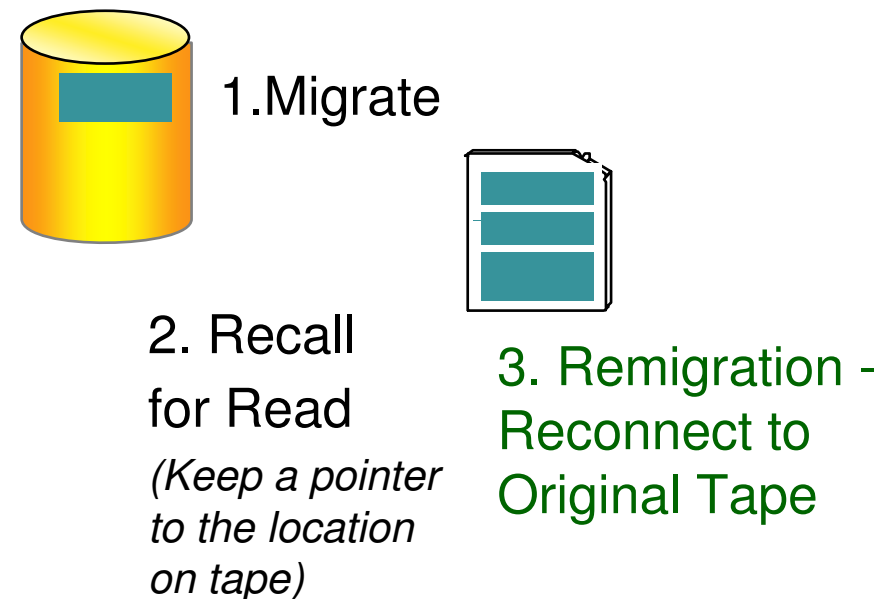 1.Migrate
2. Recall
for Read
(Keep a pointer
to the location
on tape)
3. Remigration -
Reconnect to
Original Tape